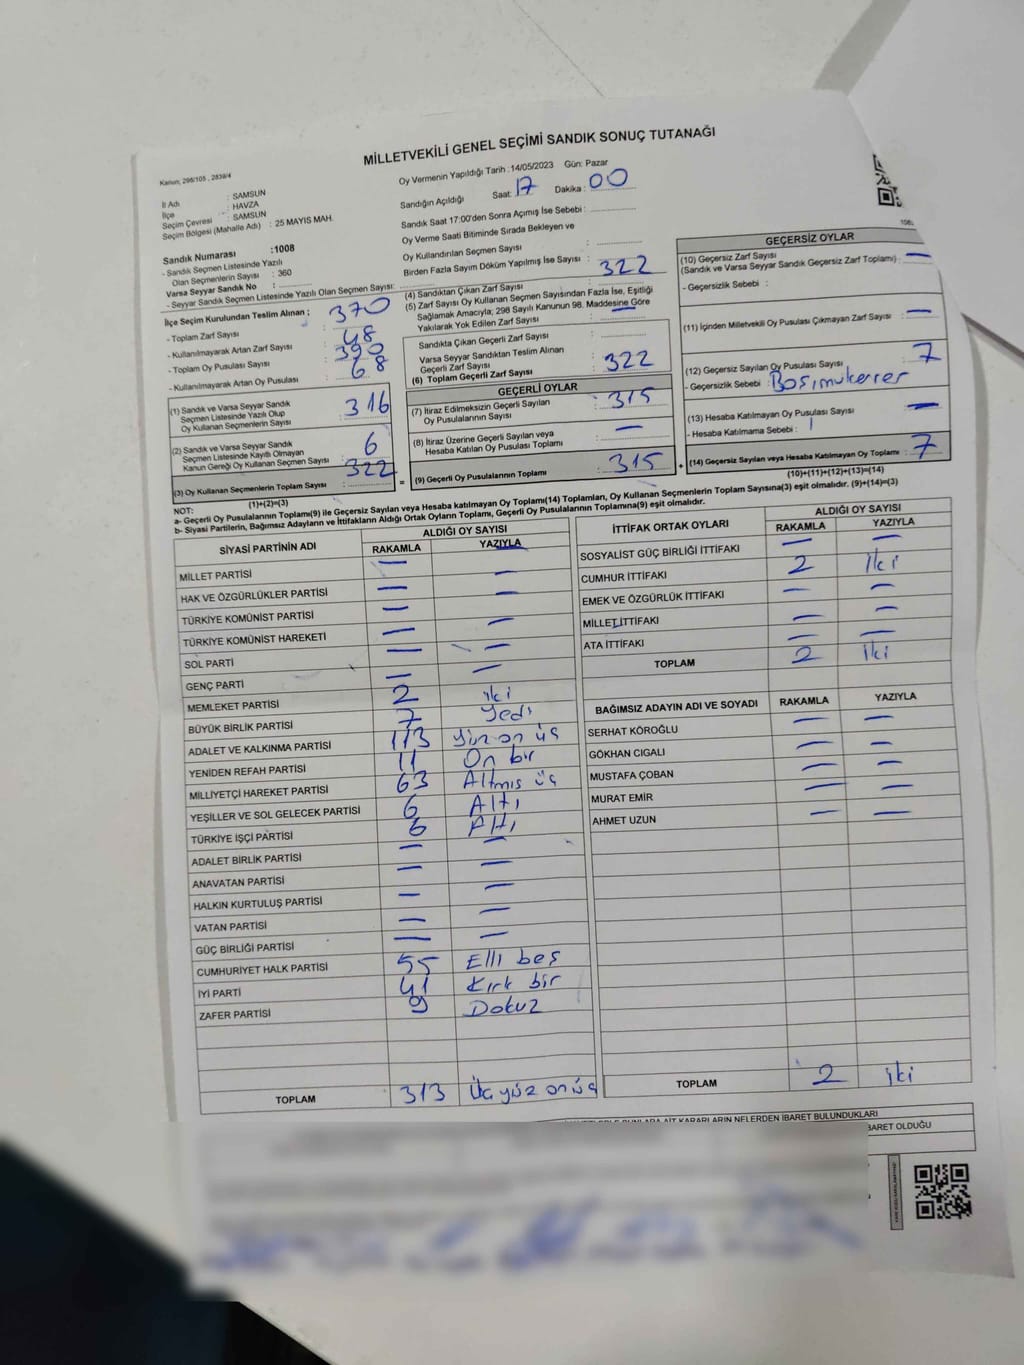 MİLLETVEKİLİ GENEL SEÇİMİ SANDIK SONUÇ TUTANAĞI
Kanun; 298/105 , 2839/4
İl Adı : SAMSUN
İlçe : HAVZA
Seçim Çevresi : SAMSUN
Seçim Bölgesi (Mahalle Adı) : 25 MAYIS MAH.
Sandık Numarası :1008
- Sandık Seçmen Listesinde Yazılı
Olan Seçmenlerin Sayısı : 360
Varsa Seyyar Sandık No :
- Seyyar Sandık Seçmen Listesinde Yazılı Olan Seçmen Sayısı:
Oy Vermenin Yapıldığı Tarih :14/05/2023 Gün: Pazar
Sandığın Açıldığı Saat: 17 Dakika : 00
Sandık Saat 17:00'den Sonra Açımış İse Sebebi :
Oy Verme Saati Bitiminde Sırada Bekleyen ve
Oy Kullandırılan Seçmen Sayısı :
Birden Fazla Sayım Döküm Yapılmış İse Sayısı :
İlçe Seçim Kurulundan Teslim Alınan ;
- Toplam Zarf Sayısı : 370
- Kullanılmayarak Artan Zarf Sayısı : 48
- Toplam Oy Pusulası Sayısı : 390
- Kullanılmayarak Artan Oy Pusulası : 68
(1) Sandık ve Varsa Seyyar Sandık
Seçmen Listesinde Yazılı Olup
Oy Kullanan Seçmenlerin Sayısı : 316
(2) Sandık ve Varsa Seyyar Sandık
Seçmen Listesinde Kayıtlı Olmayan
Kanun Gereği Oy Kullanan Seçmen Sayısı : 6
(3) Oy Kullanan Seçmenlerin Toplam Sayısı : 322
(1)+(2)=(3)
(4) Sandıktan Çıkan Zarf Sayısı : 322
(5) Zarf Sayısı Oy Kullanan Seçmen Sayısından Fazla İse, Eşitliği
Sağlamak Amacıyla; 298 Sayılı Kanunun 98. Maddesine Göre
Yakılarak Yok Edilen Zarf Sayısı : —
Sandıkta Çıkan Geçerli Zarf Sayısı :
Varsa Seyyar Sandıktan Teslim Alınan
Geçerli Zarf Sayısı :
(6) Toplam Geçerli Zarf Sayısı : 322
GEÇERLİ OYLAR
(7) İtiraz Edilmeksizin Geçerli Sayılan
Oy Pusulalarının Sayısı : 315
(8) İtiraz Üzerine Geçerli Sayılan veya
Hesaba Katılan Oy Pusulası Toplamı : —
= (9) Geçerli Oy Pusulalarının Toplamı : 315 +
GEÇERSİZ OYLAR
(10) Geçersiz Zarf Sayısı
(Sandık ve Varsa Seyyar Sandık Geçersiz Zarf Toplamı) : —
- Geçersizlik Sebebi :
(11) İçinden Milletvekili Oy Pusulası Çıkmayan Zarf Sayısı : —
(12) Geçersiz Sayılan Oy Pusulası Sayısı : 7
- Geçersizlik Sebebi : Boş,mükerrer
(13) Hesaba Katılmayan Oy Pusulası Sayısı : —
- Hesaba Katılmama Sebebi :
(14) Geçersiz Sayılan veya Hesaba Katılmayan Oy Toplamı : 7
(10)+(11)+(12)+(13)=(14)
NOT:
a- Geçerli Oy Pusulalarının Toplamı(9) ile Geçersiz Sayılan veya Hesaba katılmayan Oy Toplamı(14) Toplamları, Oy Kullanan Seçmenlerin Toplam Sayısına(3) eşit olmalıdır. (9)+(14)=(3)
b- Siyasi Partilerin, Bağımsız Adayların ve İttifakların Aldığı Ortak Oyların Toplamı, Geçerli Oy Pusulalarının Toplamına(9) eşit olmalıdır.
SİYASİ PARTİNİN ADI ALDIĞI OY SAYISI
RAKAMLA YAZIYLA
MİLLET PARTİSİ — —
HAK VE ÖZGÜRLÜKLER PARTİSİ — —
TÜRKİYE KOMÜNİST PARTİSİ —
TÜRKİYE KOMÜNİST HAREKETİ — —
SOL PARTİ — —
GENÇ PARTİ — —
MEMLEKET PARTİSİ 2 iki
BÜYÜK BİRLİK PARTİSİ 7 Yedi
ADALET VE KALKINMA PARTİSİ 113 Yüz on üç
YENİDEN REFAH PARTİSİ 11 On bir
MİLLİYETÇİ HAREKET PARTİSİ 63 Altmış üç
YEŞİLLER VE SOL GELECEK PARTİSİ 6 Altı
TÜRKİYE İŞÇİ PARTİSİ 6 Altı
ADALET BİRLİK PARTİSİ — —
ANAVATAN PARTİSİ — —
HALKIN KURTULUŞ PARTİSİ — —
VATAN PARTİSİ — —
GÜÇ BİRLİĞİ PARTİSİ — —
CUMHURİYET HALK PARTİSİ 55 Elli beş
İYİ PARTİ 41 Kırk bir
ZAFER PARTİSİ 9 Dokuz
TOPLAM 313 Üç yüz on üç
İTTİFAK ORTAK OYLARI ALDIĞI OY SAYISI
RAKAMLA YAZIYLA
SOSYALİST GÜÇ BİRLİĞİ İTTİFAKI — —
CUMHUR İTTİFAKI 2 İki
EMEK VE ÖZGÜRLÜK İTTİFAKI — —
MİLLET İTTİFAKI — —
ATA İTTİFAKI — —
TOPLAM 2 İki
BAĞIMSIZ ADAYIN ADI VE SOYADI RAKAMLA YAZIYLA
SERHAT KÖROĞLU — —
GÖKHAN CIGALI — —
MUSTAFA ÇOBAN — —
MURAT EMİR — —
AHMET UZUN — —
TOPLAM 2 iki
AİT KARARLARIN NELERDEN İBARET BULUNDUKLARI
BARET OLDUĞU